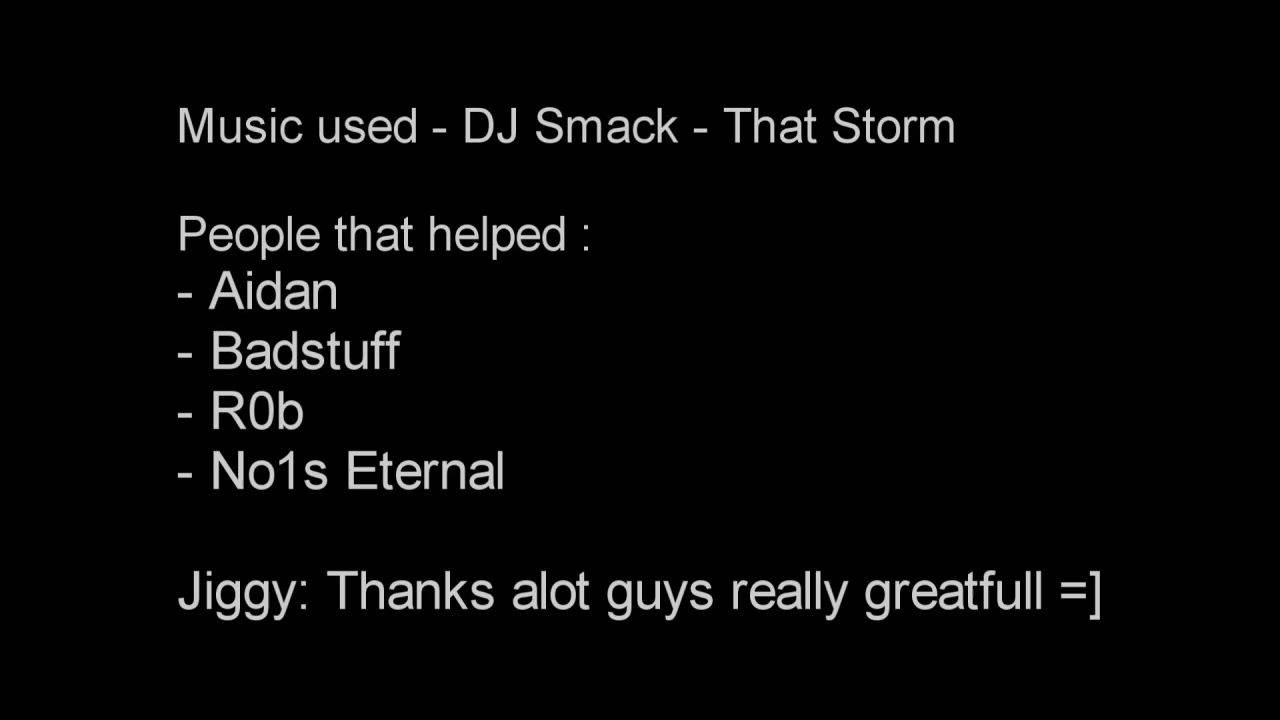 Music used - DJ Smack - That Storm
People that helped :
- Aidan
- Badstuff
- R0b
- No1s Eternal
Jiggy: Thanks alot guys really greatfull =]